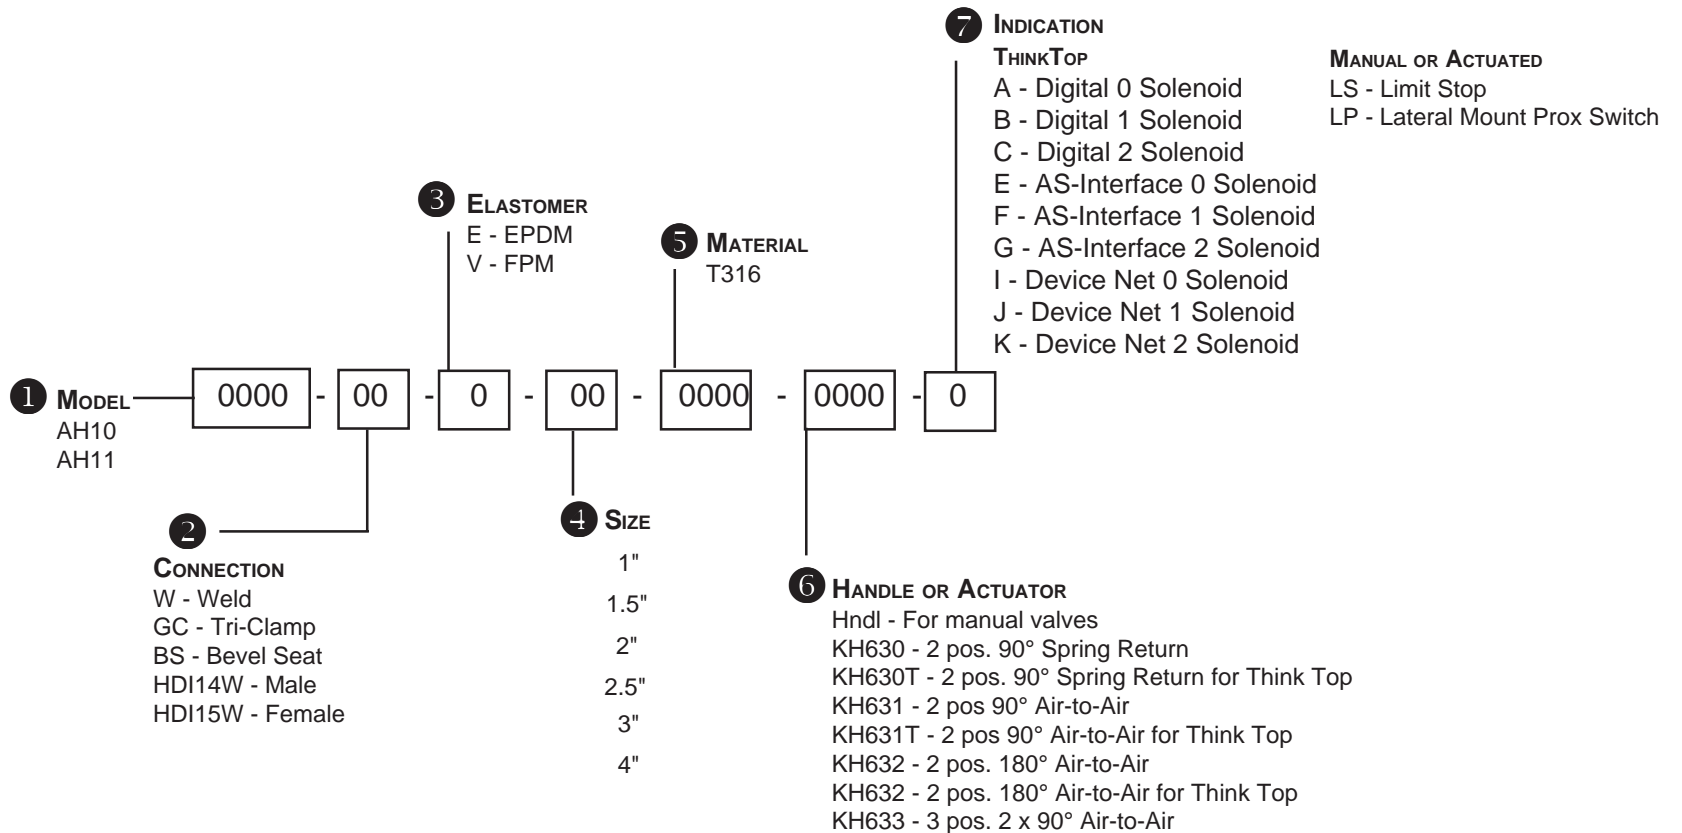 ❼ INDICATION
THINKTOP
A - Digital 0 Solenoid
B - Digital 1 Solenoid
C - Digital 2 Solenoid
E - AS-Interface 0 Solenoid
F - AS-Interface 1 Solenoid
G - AS-Interface 2 Solenoid
I - Device Net 0 Solenoid
J - Device Net 1 Solenoid
K - Device Net 2 Solenoid
MANUAL OR ACTUATED
LS - Limit Stop
LP - Lateral Mount Prox Switch
❸ ELASTOMER
E - EPDM
V - FPM
❺ MATERIAL
T316
❶ MODEL
AH10
AH11
0000 - 00 - 0 - 00 - 0000 - 0000 - 0
❷
CONNECTION
W - Weld
GC - Tri-Clamp
BS - Bevel Seat
HDI14W - Male
HDI15W - Female
❹ SIZE
1"
1.5"
2"
2.5"
3"
4"
❻ HANDLE OR ACTUATOR
Hndl - For manual valves
KH630 - 2 pos. 90° Spring Return
KH630T - 2 pos. 90° Spring Return for Think Top
KH631 - 2 pos 90° Air-to-Air
KH631T - 2 pos 90° Air-to-Air for Think Top
KH632 - 2 pos. 180° Air-to-Air
KH632 - 2 pos. 180° Air-to-Air for Think Top
KH633 - 3 pos. 2 x 90° Air-to-Air